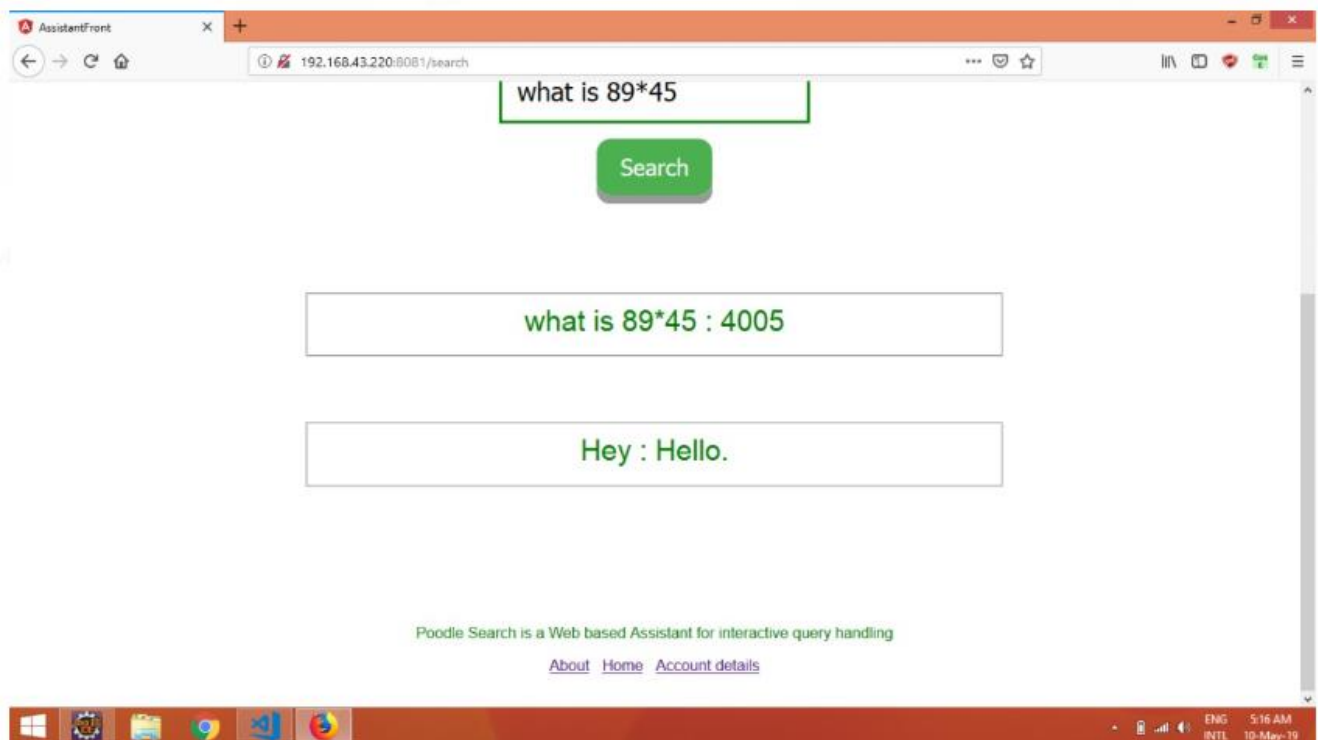 AssistantFront
192.168.43.220:8081/search
what is 89*45
Search
what is 89*45 : 4005
Hey : Hello.
Poodle Search is a Web based Assistant for interactive query handling
About Home Account details
ENG 5:16 AM
INTL 10-May-19